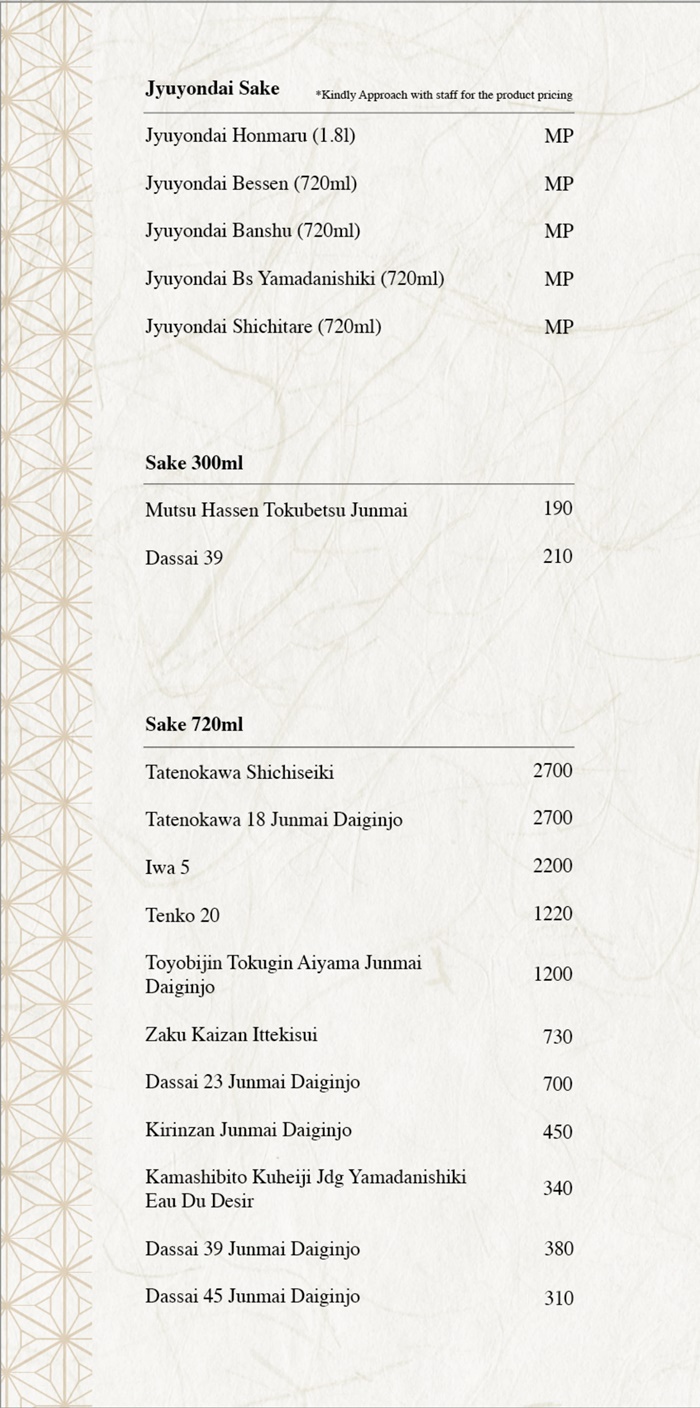 Jyuyondai Sake *Kindly Approach with staff for the product pricing
Jyuyondai Honmaru (1.8l) MP
Jyuyondai Bessen (720ml) MP
Jyuyondai Banshu (720ml) MP
Jyuyondai Bs Yamadanishiki (720ml) MP
Jyuyondai Shichitare (720ml) MP
Sake 300ml
Mutsu Hassen Tokubetsu Junmai 190
Dassai 39 210
Sake 720ml
Tatenokawa Shichiseiki 2700
Tatenokawa 18 Junmai Daiginjo 2700
Iwa 5 2200
Tenko 20 1220
Toyobijin Tokugin Aiyama Junmai
Daiginjo 1200
Zaku Kaizan Ittekisui 730
Dassai 23 Junmai Daiginjo 700
Kirinzan Junmai Daiginjo 450
Kamashibito Kuheiji Jdg Yamadanishiki
Eau Du Desir 340
Dassai 39 Junmai Daiginjo 380
Dassai 45 Junmai Daiginjo 310